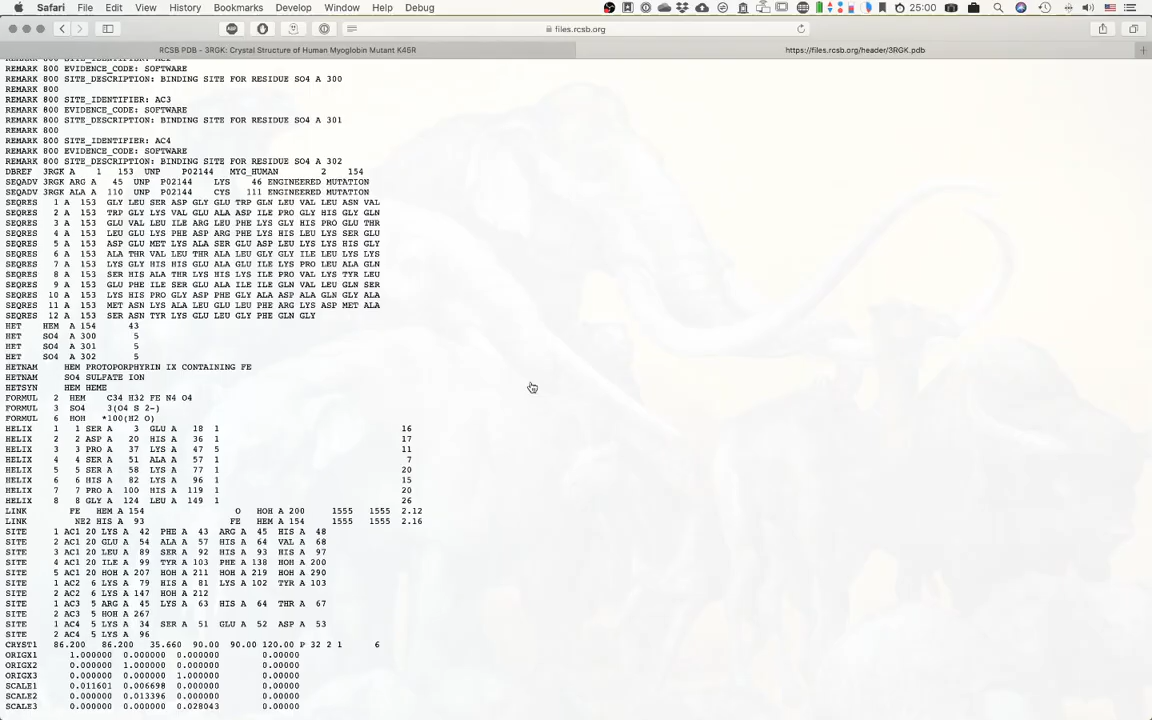 Safari File Edit View History Bookmarks Develop Window Help Debug 25:00
files.rcsb.org
RCSB PDB - 3RGK: Crystal Structure of Human Myoglobin Mutant K45R
https://files.rcsb.org/header/3RGK.pdb
REMARK 800 SITE_IDENTIFIER: AC2
REMARK 800 EVIDENCE_CODE: SOFTWARE
REMARK 800 SITE_DESCRIPTION: BINDING SITE FOR RESIDUE SO4 A 300
REMARK 800
REMARK 800 SITE_IDENTIFIER: AC3
REMARK 800 EVIDENCE_CODE: SOFTWARE
REMARK 800 SITE_DESCRIPTION: BINDING SITE FOR RESIDUE SO4 A 301
REMARK 800
REMARK 800 SITE_IDENTIFIER: AC4
REMARK 800 EVIDENCE_CODE: SOFTWARE
REMARK 800 SITE_DESCRIPTION: BINDING SITE FOR RESIDUE SO4 A 302
DBREF 3RGK A 1 153 UNP P02144 MYG_HUMAN 2 154
SEQADV 3RGK ARG A 45 UNP P02144 LYS 46 ENGINEERED MUTATION
SEQADV 3RGK ALA A 110 UNP P02144 CYS 111 ENGINEERED MUTATION
SEQRES 1 A 153 GLY LEU SER ASP GLY GLU TRP GLN LEU VAL LEU ASN VAL
SEQRES 2 A 153 TRP GLY LYS VAL GLU ALA ASP ILE PRO GLY HIS GLY GLN
SEQRES 3 A 153 GLU VAL LEU ILE ARG LEU PHE LYS GLY HIS PRO GLU THR
SEQRES 4 A 153 LEU GLU LYS PHE ASP ARG PHE LYS HIS LEU LYS SER GLU
SEQRES 5 A 153 ASP GLU MET LYS ALA SER GLU ASP LEU LYS LYS HIS GLY
SEQRES 6 A 153 ALA THR VAL LEU THR ALA LEU GLY GLY ILE LEU LYS LYS
SEQRES 7 A 153 LYS GLY HIS HIS GLU ALA GLU ILE LYS PRO LEU ALA GLN
SEQRES 8 A 153 SER HIS ALA THR LYS HIS LYS ILE PRO VAL LYS TYR LEU
SEQRES 9 A 153 GLU PHE ILE SER GLU ALA ILE ILE GLN VAL LEU GLN SER
SEQRES 10 A 153 LYS HIS PRO GLY ASP PHE GLY ALA ASP ALA GLN GLY ALA
SEQRES 11 A 153 MET ASN LYS ALA LEU GLU LEU PHE ARG LYS ASP MET ALA
SEQRES 12 A 153 SER ASN TYR LYS GLU LEU GLY PHE GLN GLY
HET HEM A 154 43
HET SO4 A 300 5
HET SO4 A 301 5
HET SO4 A 302 5
HETNAM HEM PROTOPORPHYRIN IX CONTAINING FE
HETNAM SO4 SULFATE ION
HETSYN HEM HEME
FORMUL 2 HEM C34 H32 FE N4 O4
FORMUL 3 SO4 3(O4 S 2-)
FORMUL 6 HOH *100(H2 O)
HELIX 1 1 SER A 3 GLU A 18 1 16
HELIX 2 2 ASP A 20 HIS A 36 1 17
HELIX 3 3 PRO A 37 LYS A 47 5 11
HELIX 4 4 SER A 51 ALA A 57 1 7
HELIX 5 5 SER A 58 LYS A 77 1 20
HELIX 6 6 HIS A 82 LYS A 96 1 15
HELIX 7 7 PRO A 100 HIS A 119 1 20
HELIX 8 8 GLY A 124 LEU A 149 1 26
LINK FE HEM A 154 O HOH A 200 1555 1555 2.12
LINK NE2 HIS A 93 FE HEM A 154 1555 1555 2.16
SITE 1 AC1 20 LYS A 42 PHE A 43 ARG A 45 HIS A 48
SITE 2 AC1 20 GLU A 54 ALA A 57 HIS A 64 VAL A 68
SITE 3 AC1 20 LEU A 89 SER A 92 HIS A 93 HIS A 97
SITE 4 AC1 20 ILE A 99 TYR A 103 PHE A 138 HOH A 200
SITE 5 AC1 20 HOH A 207 HOH A 211 HOH A 219 HOH A 290
SITE 1 AC2 6 LYS A 79 HIS A 81 LYS A 102 TYR A 103
SITE 2 AC2 6 LYS A 147 HOH A 212
SITE 1 AC3 5 ARG A 45 LYS A 63 HIS A 64 THR A 67
SITE 2 AC3 5 HOH A 267
SITE 1 AC4 5 LYS A 34 SER A 51 GLU A 52 ASP A 53
SITE 2 AC4 5 LYS A 96
CRYST1 86.200 86.200 35.660 90.00 90.00 120.00 P 32 2 1 6
ORIGX1 1.000000 0.000000 0.000000 0.00000
ORIGX2 0.000000 1.000000 0.000000 0.00000
ORIGX3 0.000000 0.000000 1.000000 0.00000
SCALE1 0.011601 0.006698 0.000000 0.00000
SCALE2 0.000000 0.013396 0.000000 0.00000
SCALE3 0.000000 0.000000 0.028043 0.00000